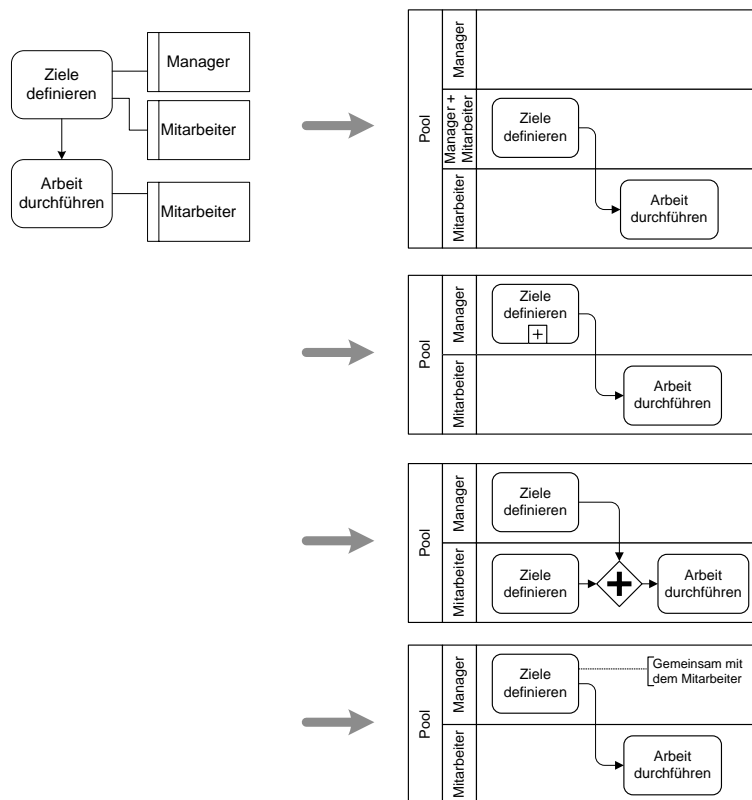 Ziele
definieren
Manager
Mitarbeiter
Arbeit
durchführen
Mitarbeiter
Pool
Manager
Manager +
Mitarbeiter
Mitarbeiter
Ziele
definieren
Arbeit
durchführen
Pool
Manager
Mitarbeiter
Ziele
definieren
+
Arbeit
durchführen
Pool
Manager
Mitarbeiter
Ziele
definieren
Ziele
definieren
Arbeit
durchführen
Pool
Manager
Mitarbeiter
Ziele
definieren
Gemeinsam mit
dem Mitarbeiter
Arbeit
durchführen